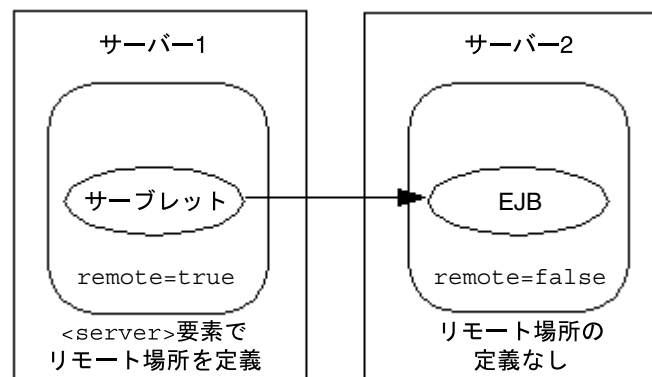 サーバー1
サーブレット
remote=true
<server>要素で
リモート場所を定義
サーバー2
EJB
remote=false
リモート場所の
定義なし